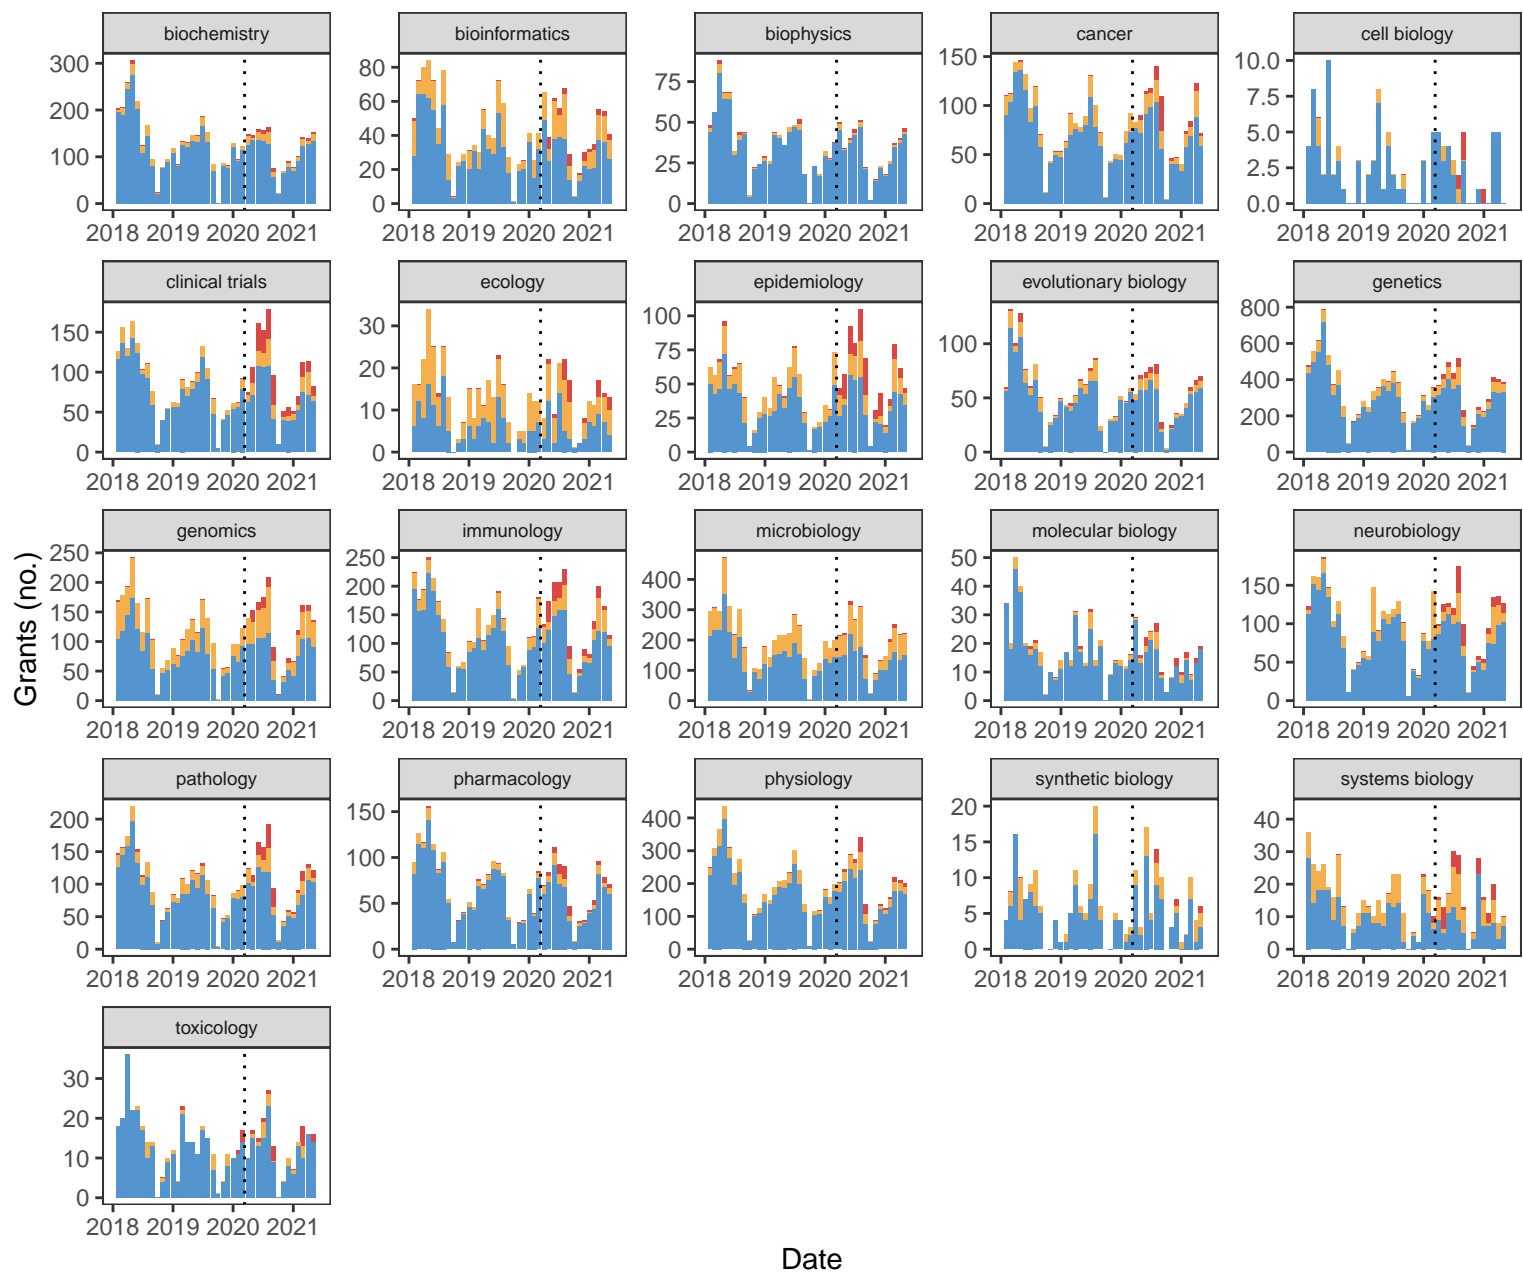 biochemistry
bioinformatics
biophysics
cancer
cell biology
300
200
100
0
80
60
40
20
0
75
50
25
0
150
100
50
0
10.0
7.5
5.0
2.5
0.0
2018 2019 2020 2021
2018 2019 2020 2021
2018 2019 2020 2021
2018 2019 2020 2021
2018 2019 2020 2021
clinical trials
ecology
epidemiology
evolutionary biology
genetics
150
100
50
0
30
20
10
0
100
75
50
25
0
100
50
0
800
600
400
200
0
2018 2019 2020 2021
2018 2019 2020 2021
2018 2019 2020 2021
2018 2019 2020 2021
2018 2019 2020 2021
Grants (no.)
genomics
immunology
microbiology
molecular biology
neurobiology
250
200
150
100
50
0
250
200
150
100
50
0
400
300
200
100
0
50
40
30
20
10
0
150
100
50
0
2018 2019 2020 2021
2018 2019 2020 2021
2018 2019 2020 2021
2018 2019 2020 2021
2018 2019 2020 2021
pathology
pharmacology
physiology
synthetic biology
systems biology
200
150
100
50
0
150
100
50
0
400
300
200
100
0
20
15
10
5
0
40
30
20
10
0
2018 2019 2020 2021
2018 2019 2020 2021
2018 2019 2020 2021
2018 2019 2020 2021
2018 2019 2020 2021
toxicology
30
20
10
0
2018 2019 2020 2021
Date